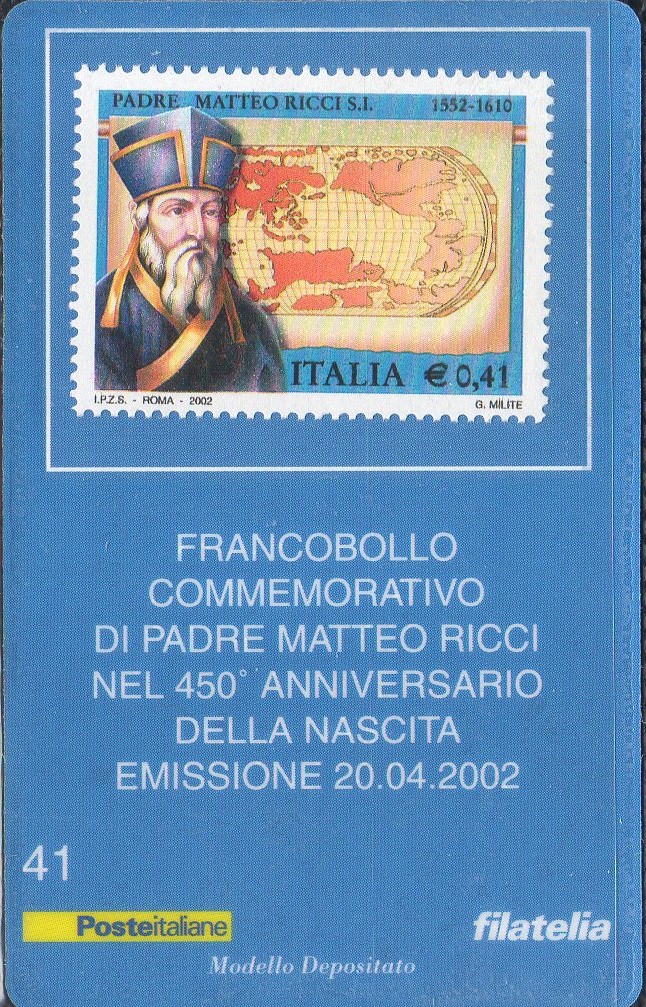 PADRE MATTEO RICCI S.I. 1552-1610
ITALIA €0,41
I.P.Z.S. - ROMA - 2002 G. MILITE
FRANCOBOLLO
COMMEMORATIVO
DI PADRE MATTEO RICCI
NEL 450° ANNIVERSARIO
DELLA NASCITA
EMISSIONE 20.04.2002
41
Posteitaliane filatelia
Modello Depositato